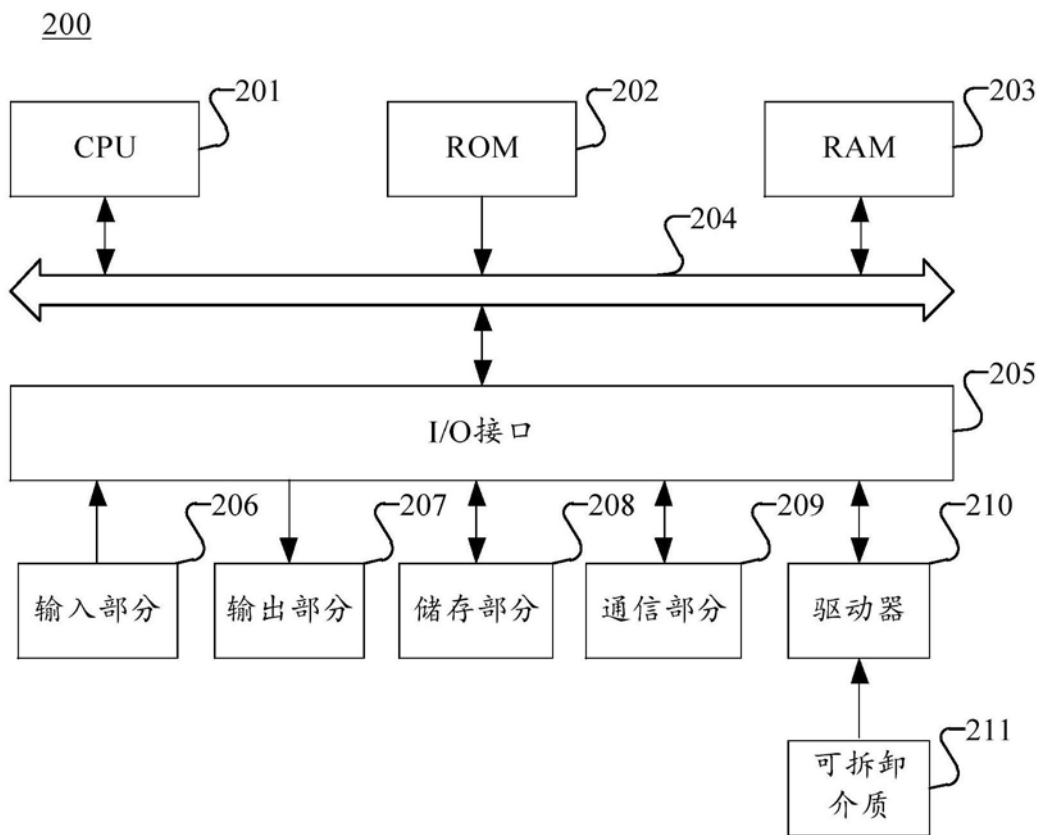 200
201
202
203
CPU
ROM
RAM
204
205
I/O接口
206
207
208
209
210
输入部分
输出部分
储存部分
通信部分
驱动器
211
可拆卸
介质